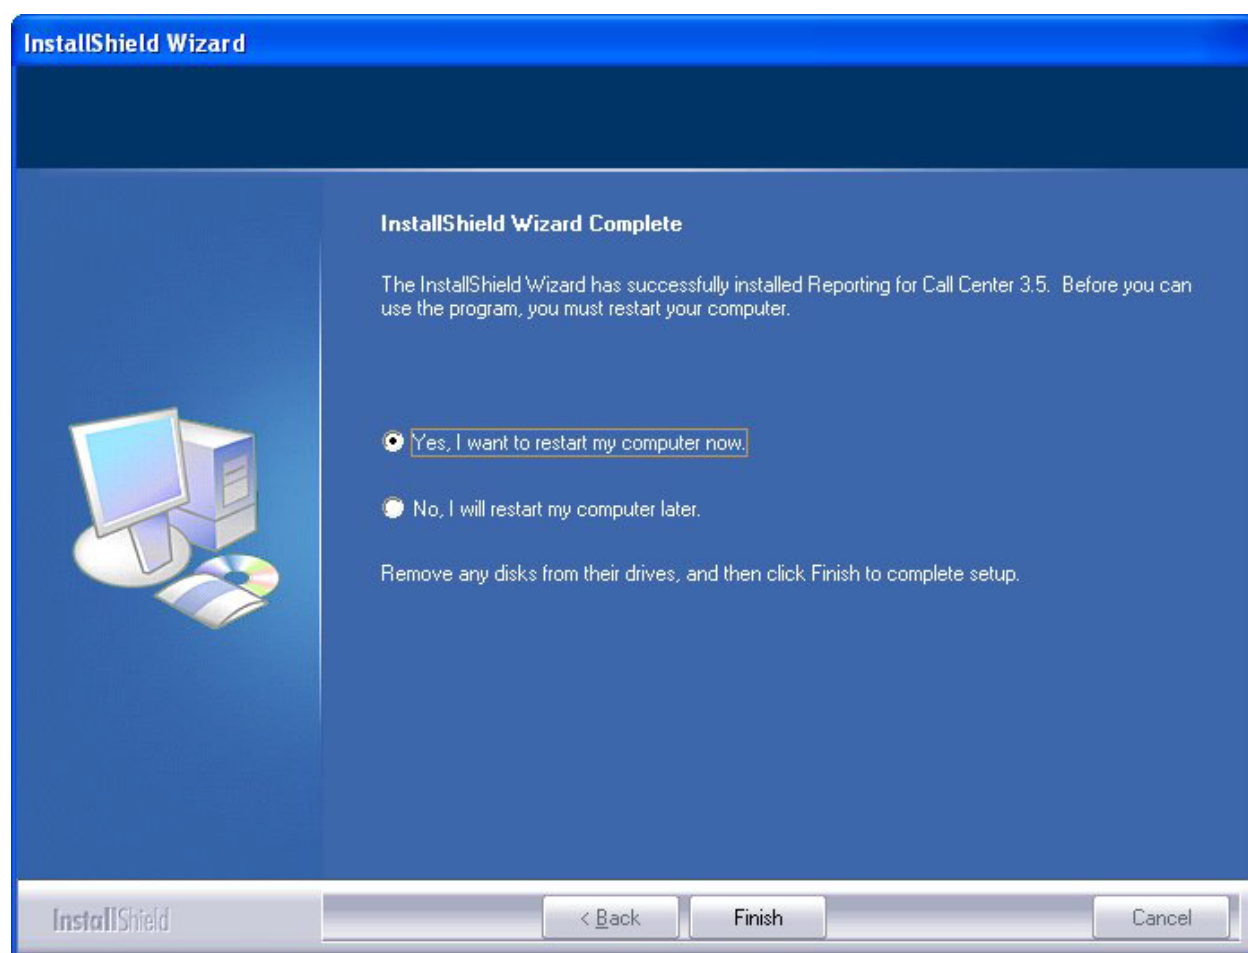 InstallShield Wizard
InstallShield Wizard Complete
The InstallShield Wizard has successfully installed Reporting for Call Center 3.5.  Before you can
use the program, you must restart your computer.
Yes, I want to restart my computer now.
No, I will restart my computer later.
Remove any disks from their drives, and then click Finish to complete setup.
InstallShield
< Back
Finish
Cancel